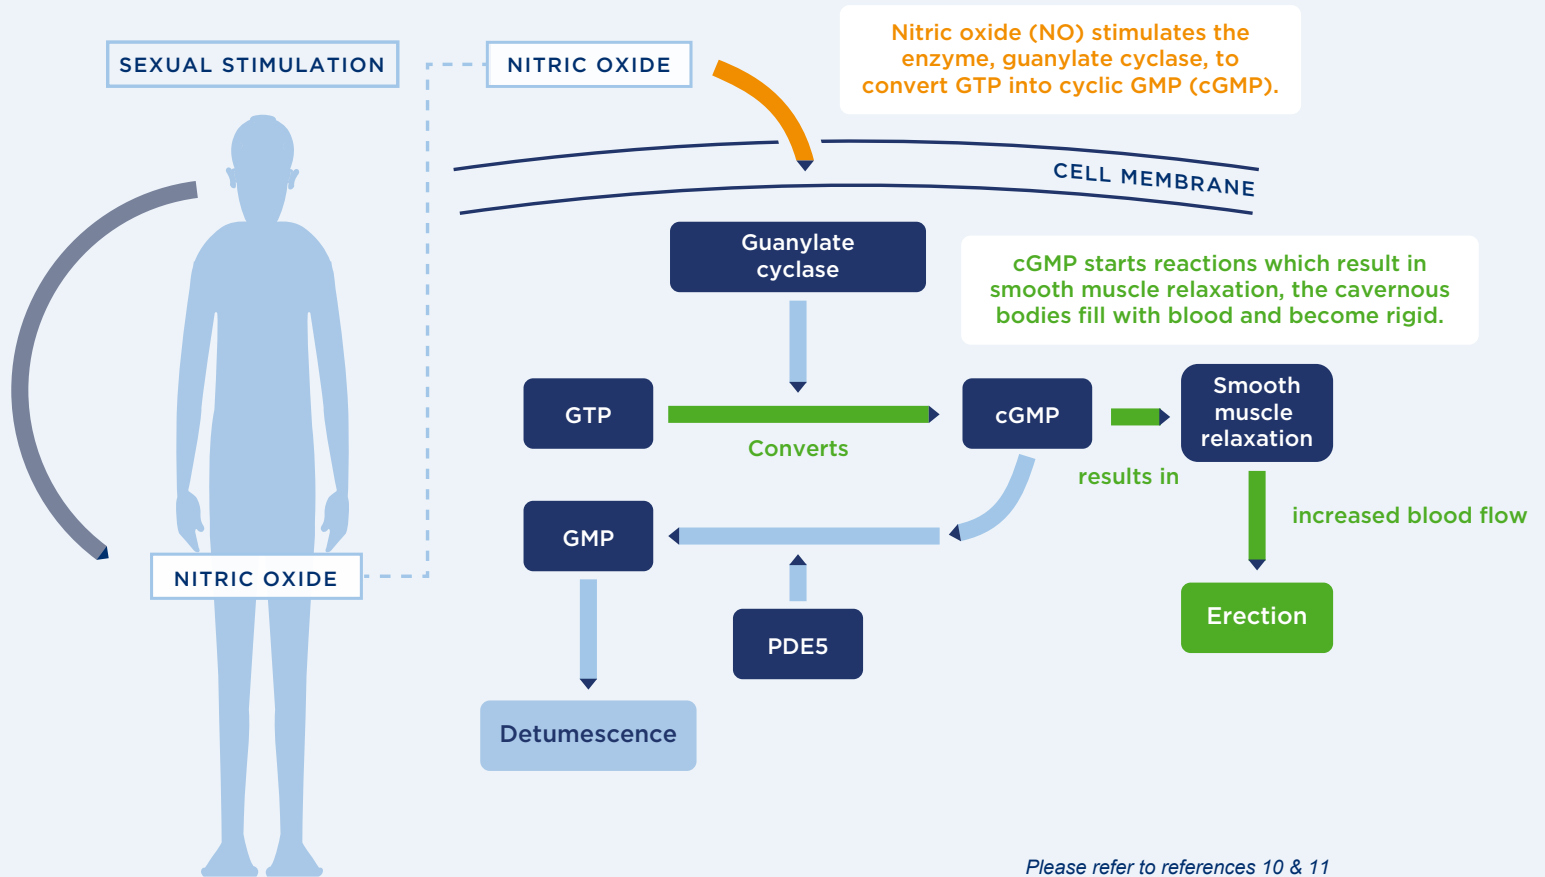 SEXUAL STIMULATION
NITRIC OXIDE
Nitric oxide (NO) stimulates the
enzyme, guanylate cyclase, to
convert GTP into cyclic GMP (cGMP).
CELL MEMBRANE
Guanylate
cyclase
cGMP starts reactions which result in
smooth muscle relaxation, the cavernous
bodies fill with blood and become rigid.
GTP
Converts
cGMP
results in
Smooth
muscle
relaxation
increased blood flow
GMP
PDE5
Erection
NITRIC OXIDE
Detumescence
Please refer to references 10 & 11